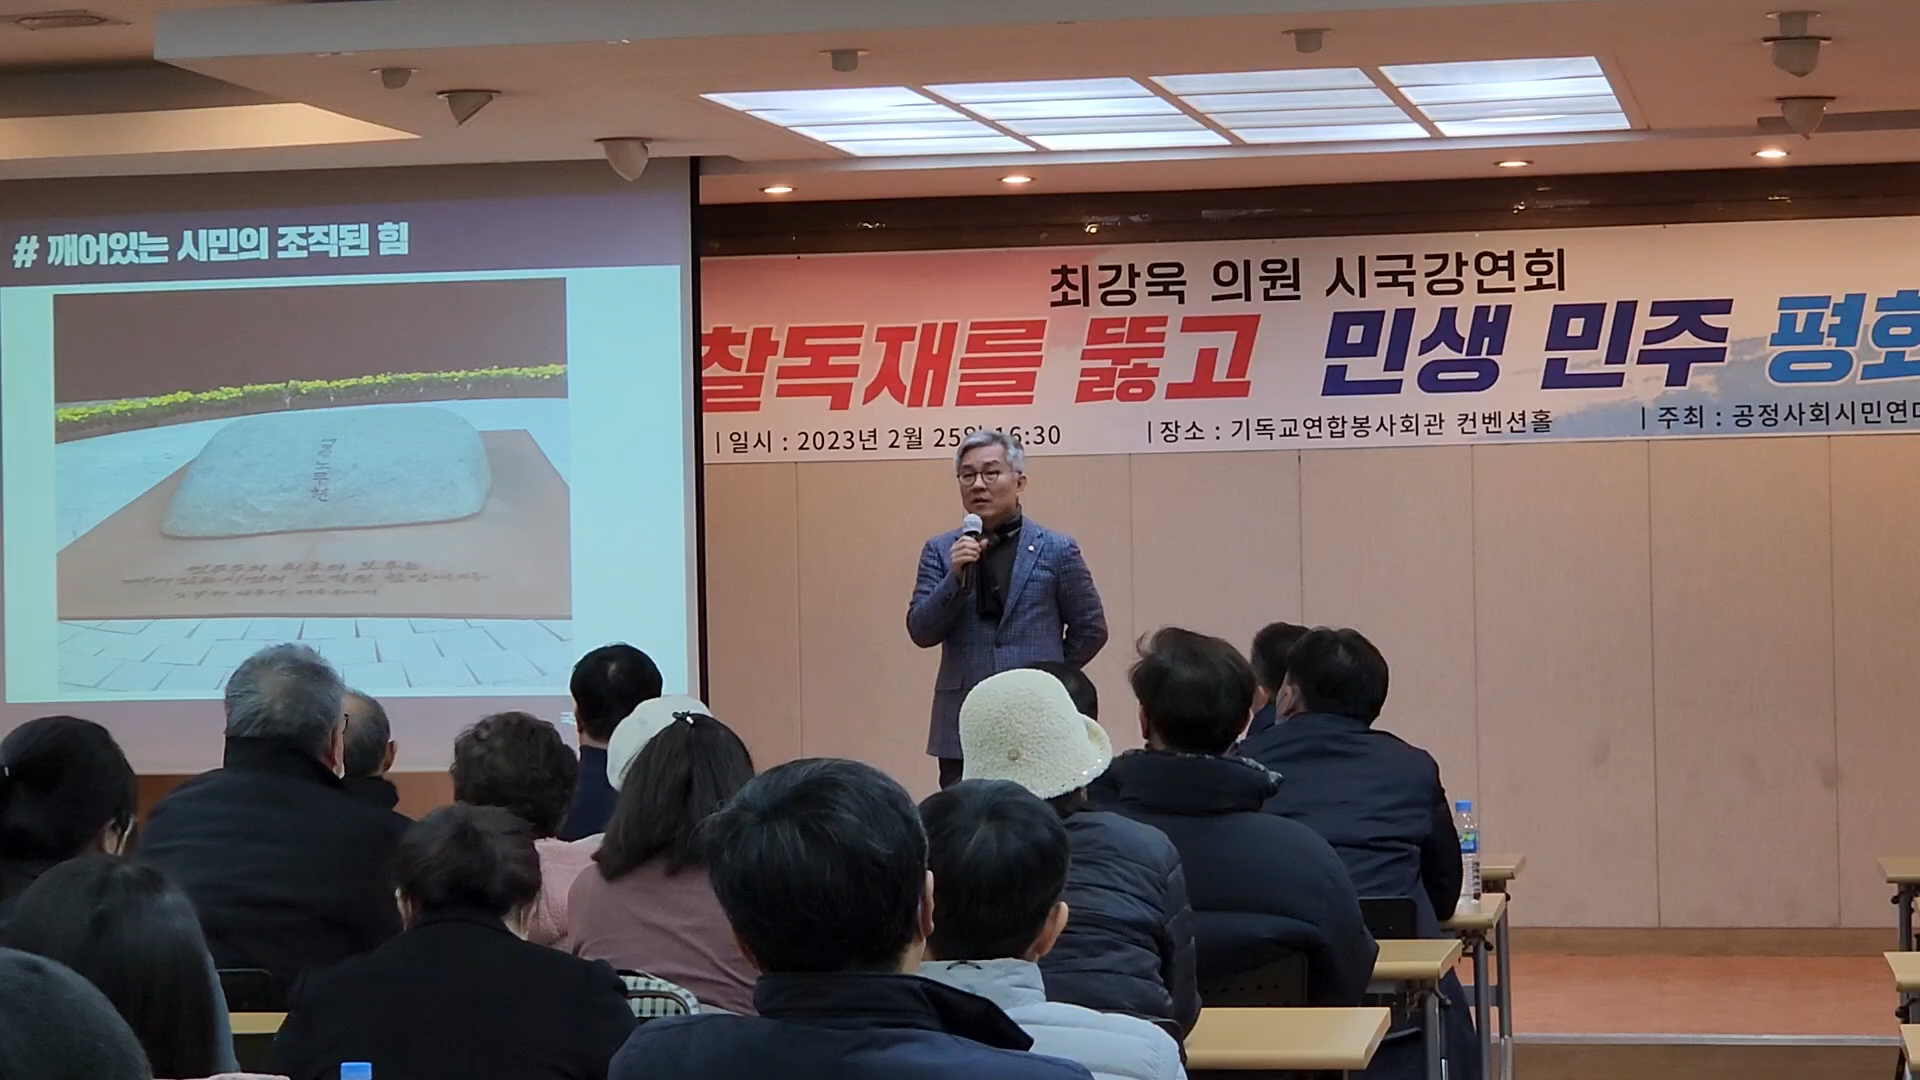 # 깨어있는 시민의 조직된 힘
최강욱 의원 시국강연회
찰독재를 뚫고 민생 민주 평화
일시 : 2023년 2월 25일 16:30
장소 : 기독교연합봉사회관 컨벤션홀
주최 : 공정사회시민연대